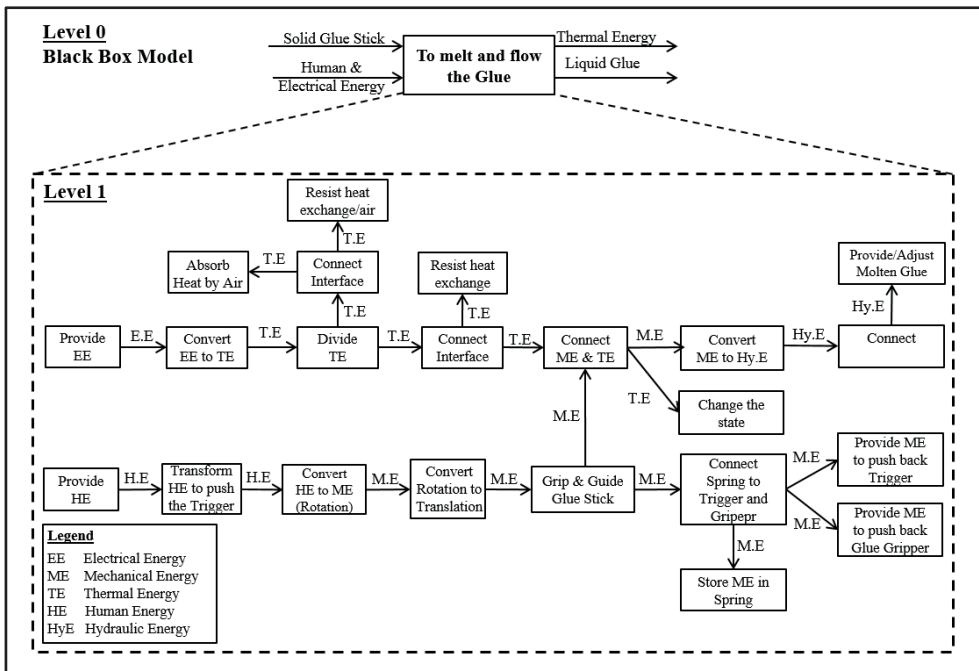 Level 0
Black Box Model
Solid Glue Stick
Human &
Electrical Energy
To melt and flow
the Glue
Thermal Energy
Liquid Glue
Level 1
Resist heat
exchange/air
T.E
Absorb
Heat by Air
T.E
Connect
Interface
Resist heat
exchange
Provide/Adjust
Molten Glue
T.E
T.E
Hy.E
Provide
EE
E.E
Convert
EE to TE
T.E
Divide
TE
T.E
Connect
Interface
T.E
Connect
ME & TE
M.E
Convert
ME to Hy.E
Hy.E
Connect
T.E
Change the
state
M.E
Provide
HE
H.E
Transform
HE to push
the Trigger
H.E
Convert
HE to ME
(Rotation)
M.E
Convert
Rotation to
Translation
M.E
Grip & Guide
Glue Stick
M.E
Connect
Spring to
Trigger and
Gripepr
M.E
Provide ME
to push back
Trigger
M.E
Provide ME
to push back
Glue Gripper
M.E
Store ME in
Spring
Legend
EE Electrical Energy
ME Mechanical Energy
TE Thermal Energy
HE Human Energy
HyE Hydraulic Energy